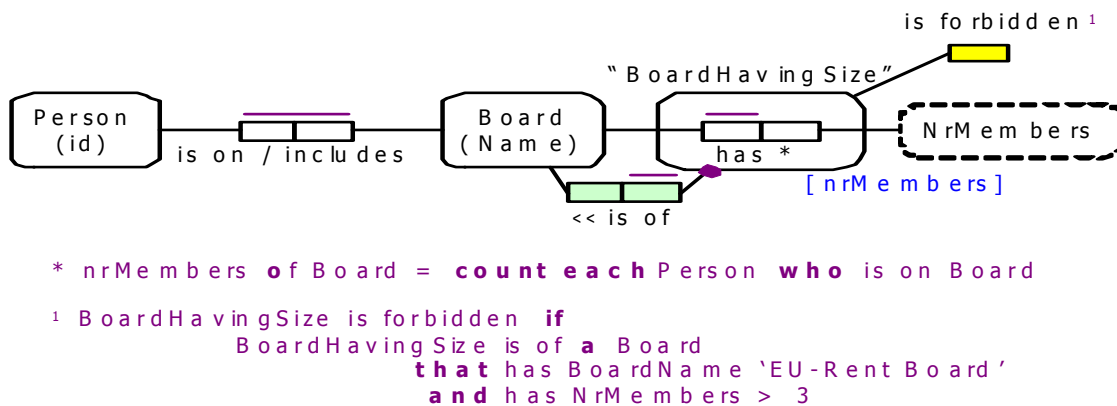 is forbidden 1
"BoardHavingSize"
Person
(id)
is on / includes
Board
(Name)
has *
NrMembers
[nrMembers]
<< is of
* nrMembers of Board = count each Person who is on Board
1 BoardHavingSize is forbidden if
BoardHavingSize is of a Board
that has BoardName 'EU-Rent Board'
and has NrMembers > 3